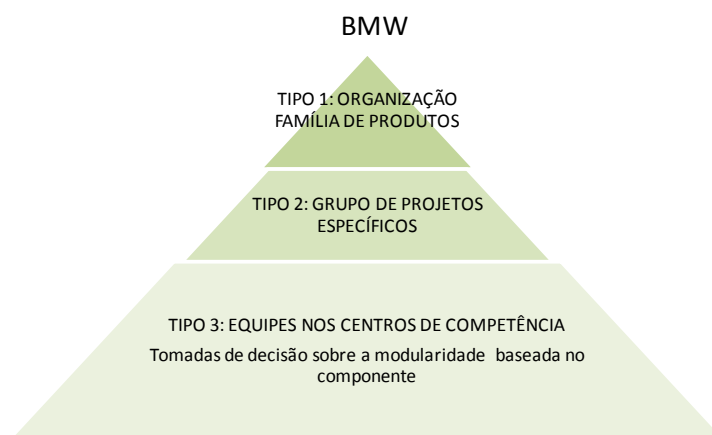 BMW
TIPO 1: ORGANIZAÇÃO
FAMÍLIA DE PRODUTOS
TIPO 2: GRUPO DE PROJETOS
ESPECÍFICOS
TIPO 3: EQUIPES NOS CENTROS DE COMPETÊNCIA
Tomadas de decisão sobre a modularidade baseada no
componente